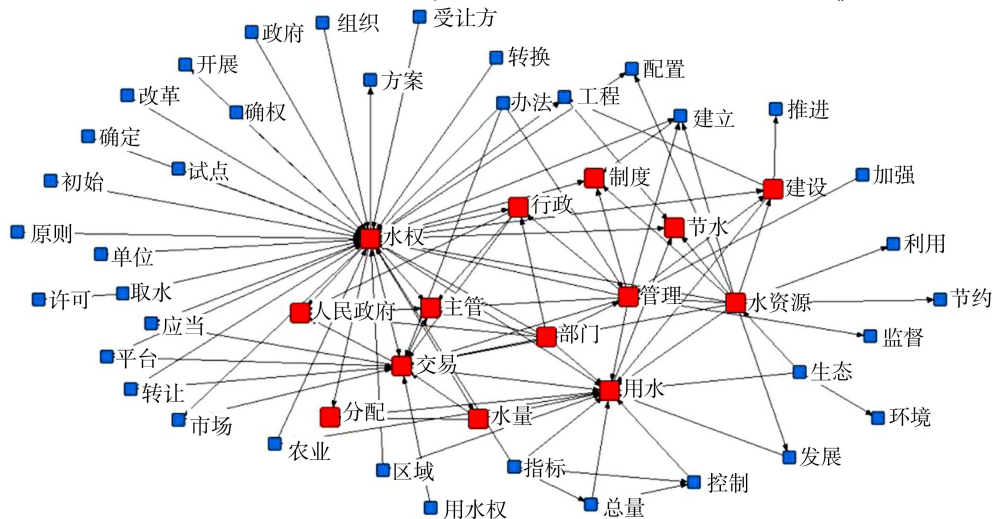 政府
组织
受让方
开展
方案
转换
配置
改革
确权
办法
工程
建立
推进
确定
试点
初始
制度
建设
加强
行政
节水
原则
水权
单位
利用
许可
取水
人民政府
主管
管理
水资源
节约
应当
部门
监督
平台
交易
生态
转让
用水
市场
分配
水量
环境
农业
区域
指标
发展
控制
用水权
总量